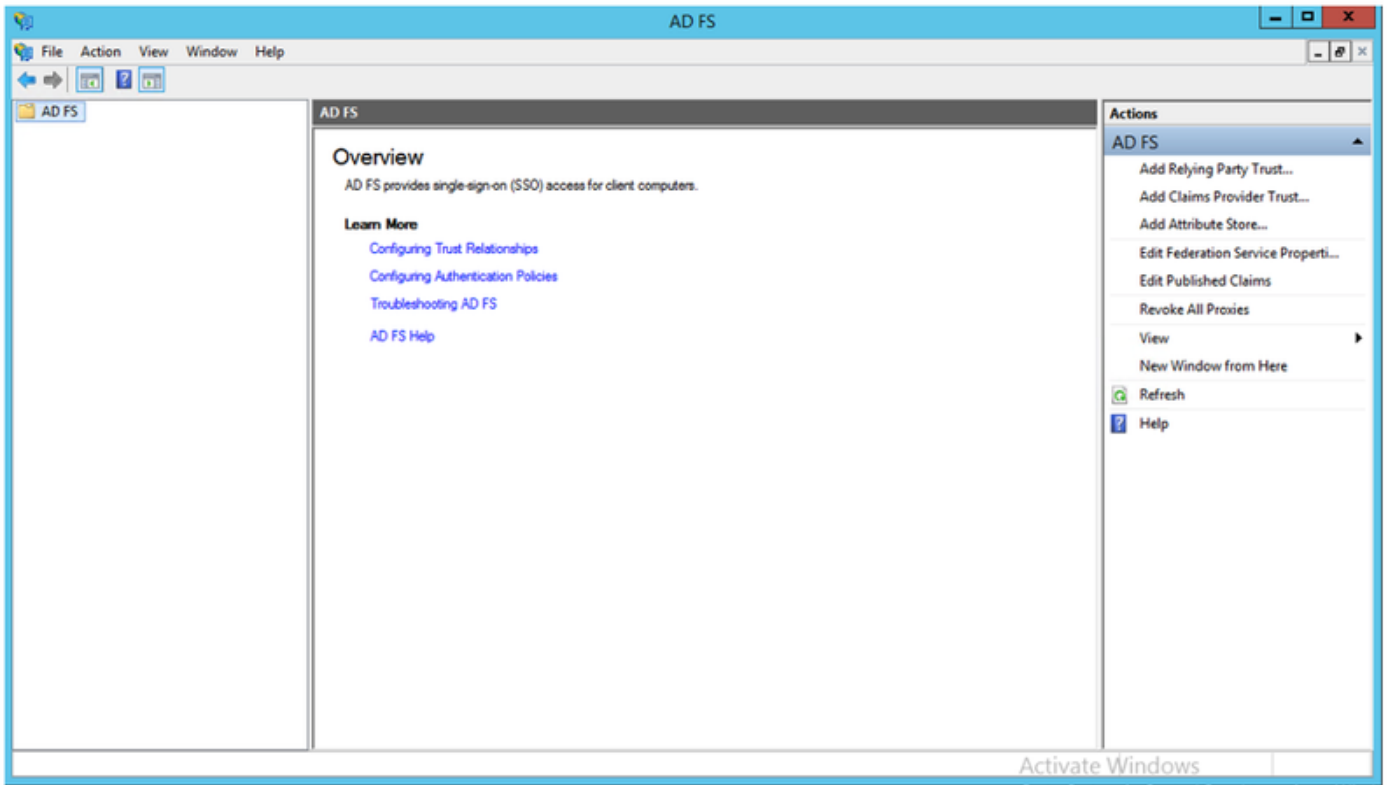 AD FS
File Action View Window Help
AD FS
AD FS
Overview
AD FS provides single-sign-on (SSO) access for client computers.
Learn More
Configuring Trust Relationships
Configuring Authentication Policies
Troubleshooting AD FS
AD FS Help
Actions
AD FS
Add Relying Party Trust...
Add Claims Provider Trust...
Add Attribute Store...
Edit Federation Service Properti...
Edit Published Claims
Revoke All Proxies
View
New Window from Here
Refresh
Help
Activate Windows